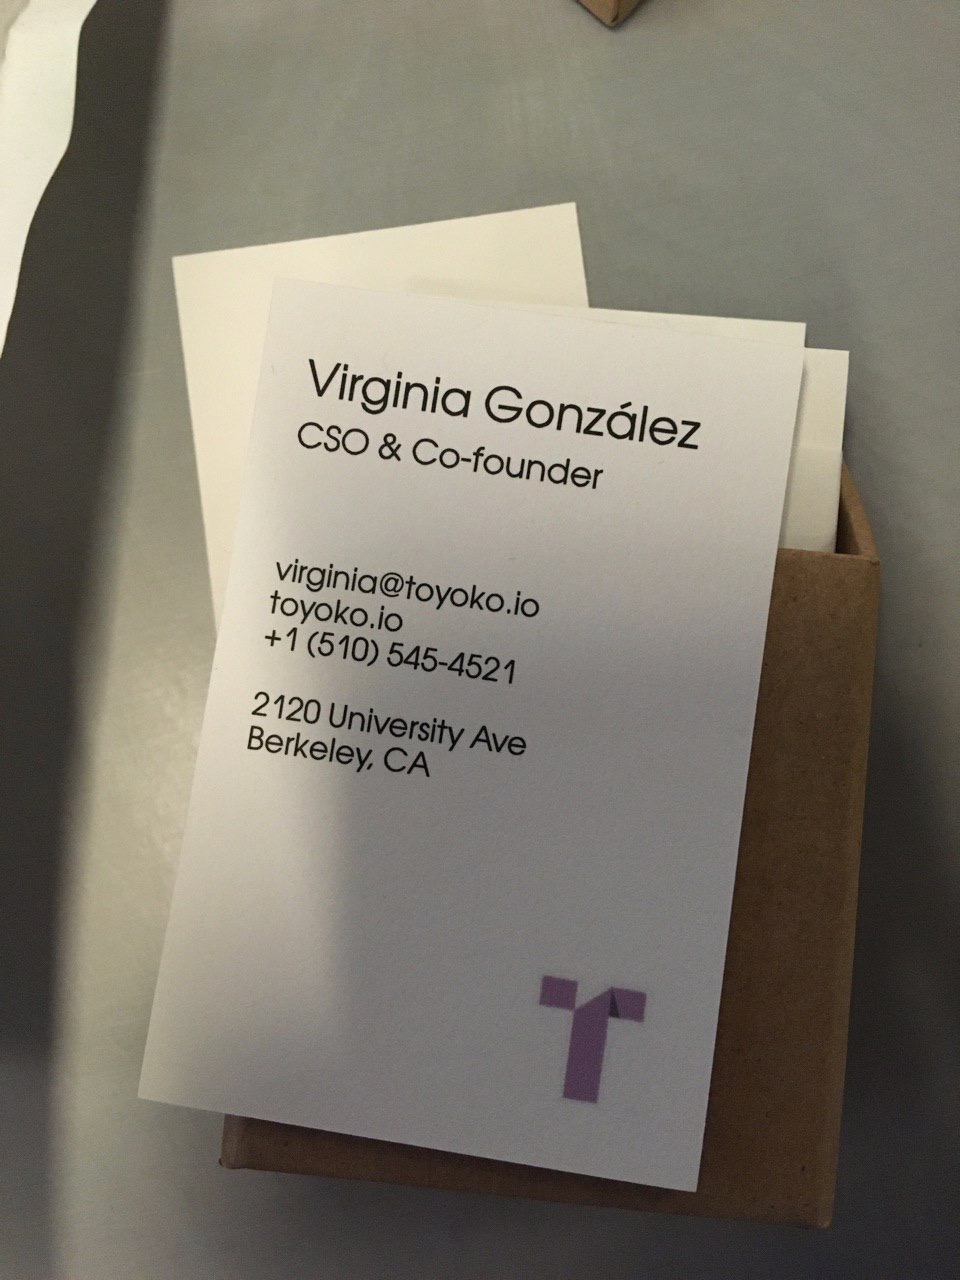 Virginia González
CSO & Co-founder
virginia@toyoko.io
toyoko.io
+1 (510) 545-4521
2120 University Ave
Berkeley, CA